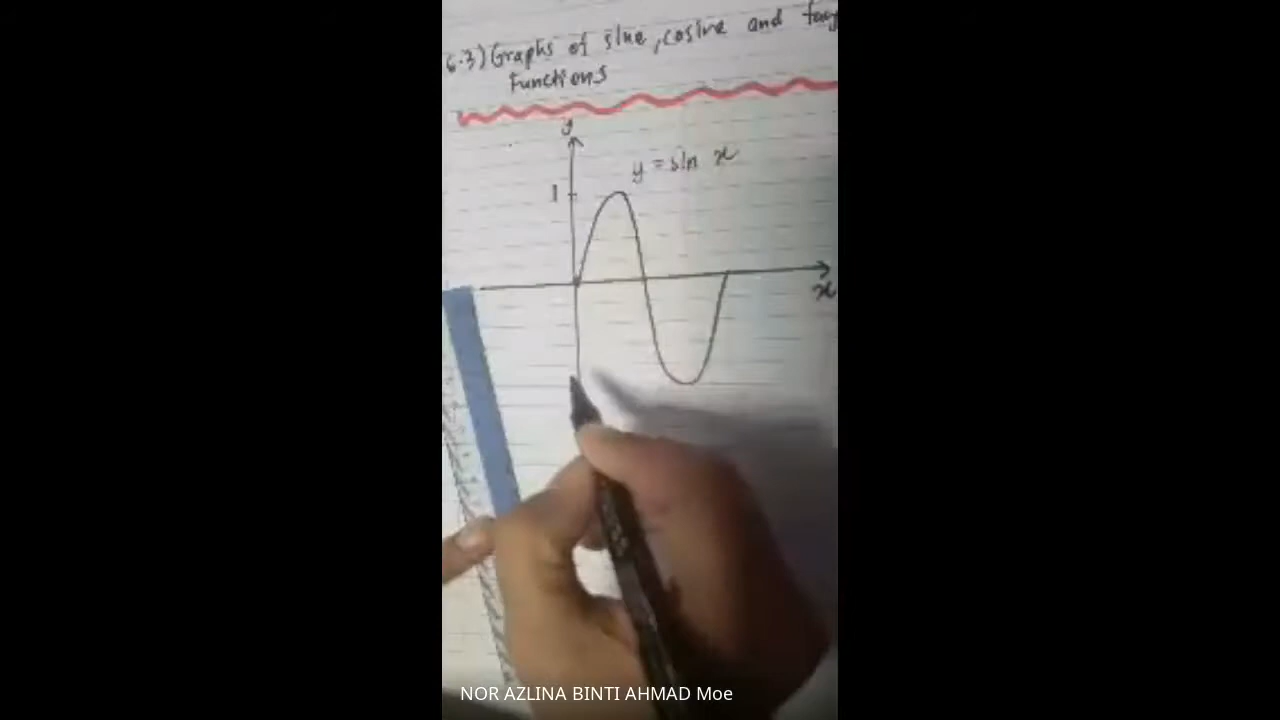 6.3) Graphs of sine, cosine and
Functions
y
y = sin x
1
x
NOR AZLINA BINTI AHMAD Moe